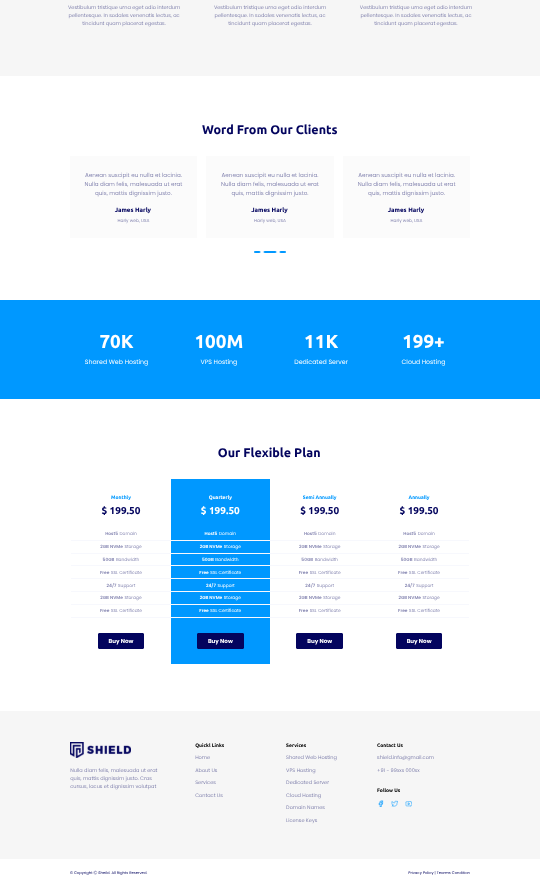 Vestibulum tristique urna eget odio interdum
pellentesque. In sodales venenatis lectus, ac
tincidunt quam placerat egestas.
Vestibulum tristique urna eget odio interdum
pellentesque. In sodales venenatis lectus, ac
tincidunt quam placerat egestas.
Vestibulum tristique urna eget odio interdum
pellentesque. In sodales venenatis lectus, ac
tincidunt quam placerat egestas.
Word From Our Clients
Aenean suscipit eu nulla et lacinia.
Nulla diam felis, malesuada ut erat
quis, mattis dignissim justo.
James Harly
Harly web, USA
Aenean suscipit eu nulla et lacinia.
Nulla diam felis, malesuada ut erat
quis, mattis dignissim justo.
James Harly
Harly web, USA
Aenean suscipit eu nulla et lacinia.
Nulla diam felis, malesuada ut erat
quis, mattis dignissim justo.
James Harly
Harly web, USA
70K
Shared Web Hosting
100M
VPS Hosting
11K
Dedicated Server
199+
Cloud Hosting
Our Flexible Plan
Monthly
$ 199.50
Host5 Domain
2GB NVMe Storage
50GB Bandwidth
Free SSL Certificate
24/7 Support
2GB NVMe Storage
Free SSL Certificate
Buy Now
Quarterly
$ 199.50
Host5 Domain
2GB NVMe Storage
50GB Bandwidth
Free SSL Certificate
24/7 Support
2GB NVMe Storage
Free SSL Certificate
Buy Now
Semi Annually
$ 199.50
Host5 Domain
2GB NVMe Storage
50GB Bandwidth
Free SSL Certificate
24/7 Support
2GB NVMe Storage
Free SSL Certificate
Buy Now
Annually
$ 199.50
Host5 Domain
2GB NVMe Storage
50GB Bandwidth
Free SSL Certificate
24/7 Support
2GB NVMe Storage
Free SSL Certificate
Buy Now
SHIELD
Nulla diam felis, malesuada ut erat
quis, mattis dignissim justo. Cras
cursus, lacus et dignissim volutpat
Quickl Links
Home
About Us
Services
Contact Us
Services
Shared Web Hosting
VPS Hosting
Dedicated Server
Cloud Hosting
Domain Names
License Keys
Contact Us
shield.info@gmail.com
Follow Us
© Copyright © Shield. All Rights Reserved.
Privacy Policy | Tearms Condition